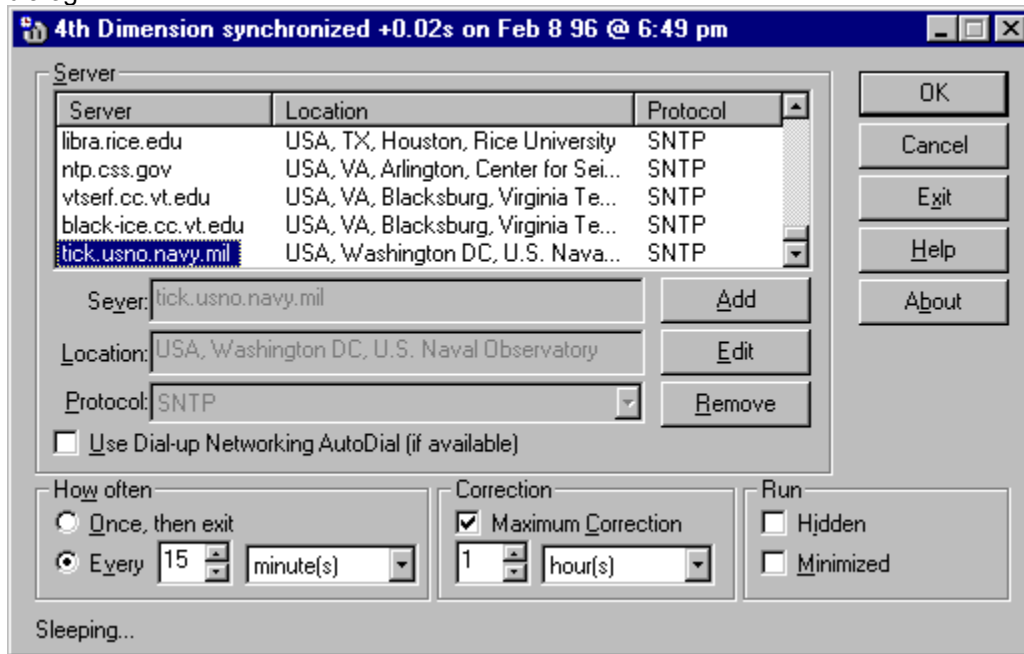 4th Dimension synchronized +0.02s on Feb 8 96 @ 6:49 pm
Server
Server Location Protocol
libra.rice.edu USA, TX, Houston, Rice University SNTP
ntp.css.gov USA, VA, Arlington, Center for Sei... SNTP
vtserf.cc.vt.edu USA, VA, Blacksburg, Virginia Te... SNTP
black-ice.cc.vt.edu USA, VA, Blacksburg, Virginia Te... SNTP
tick.usno.navy.mil USA, Washington DC, U.S. Nava... SNTP
OK
Cancel
Exit
Help
About
Sever: tick.usno.navy.mil Add
Location: USA, Washington DC, U.S. Naval Observatory Edit
Protocol: SNTP Remove
Use Dial-up Networking AutoDial (if available)
How often
Once, then exit
Every 15 minute(s)
Correction
Maximum Correction
1 hour(s)
Run
Hidden
Minimized
Sleeping...